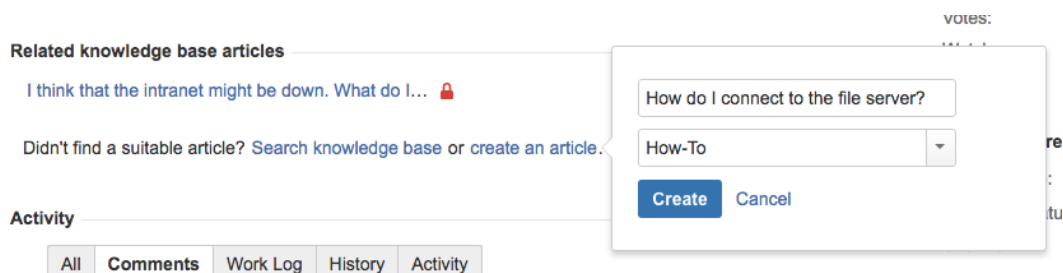 Votes:
Related knowledge base articles
I think that the intranet might be down. What do I...
How do I connect to the file server?
Didn't find a suitable article? Search knowledge base or create an article.
How-To
re
:
Create Cancel
Activity
All Comments Work Log History Activity